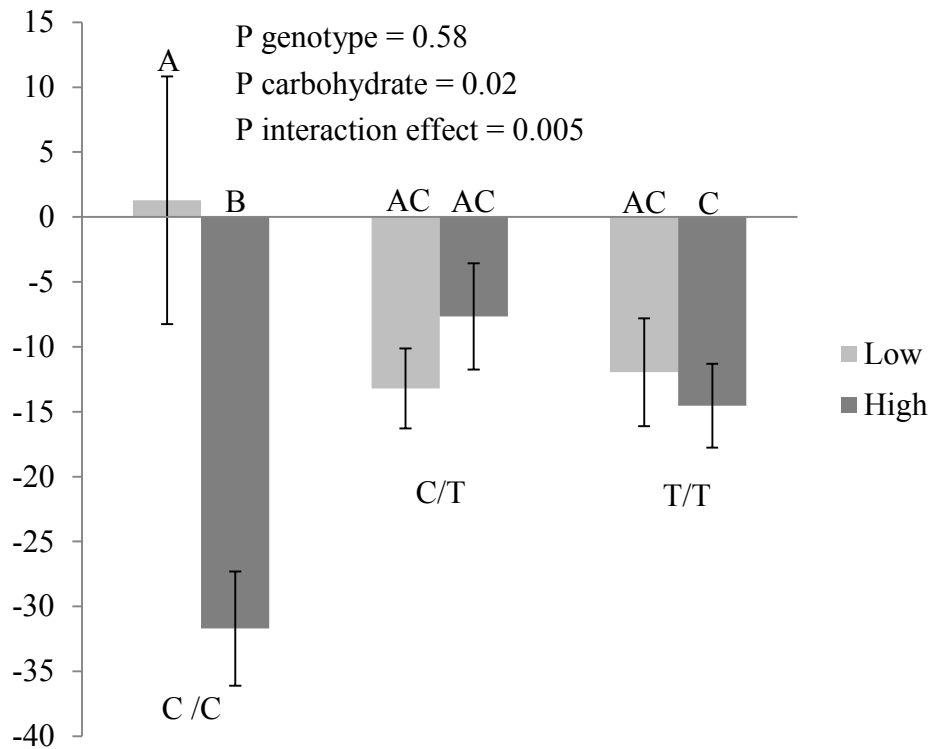 15
10
5
0
-5
-10
-15
-20
-25
-30
-35
-40
P genotype = 0.58
P carbohydrate = 0.02
P interaction effect = 0.005
A
B
AC AC
AC C
C /C
C/T
T/T
Low
High